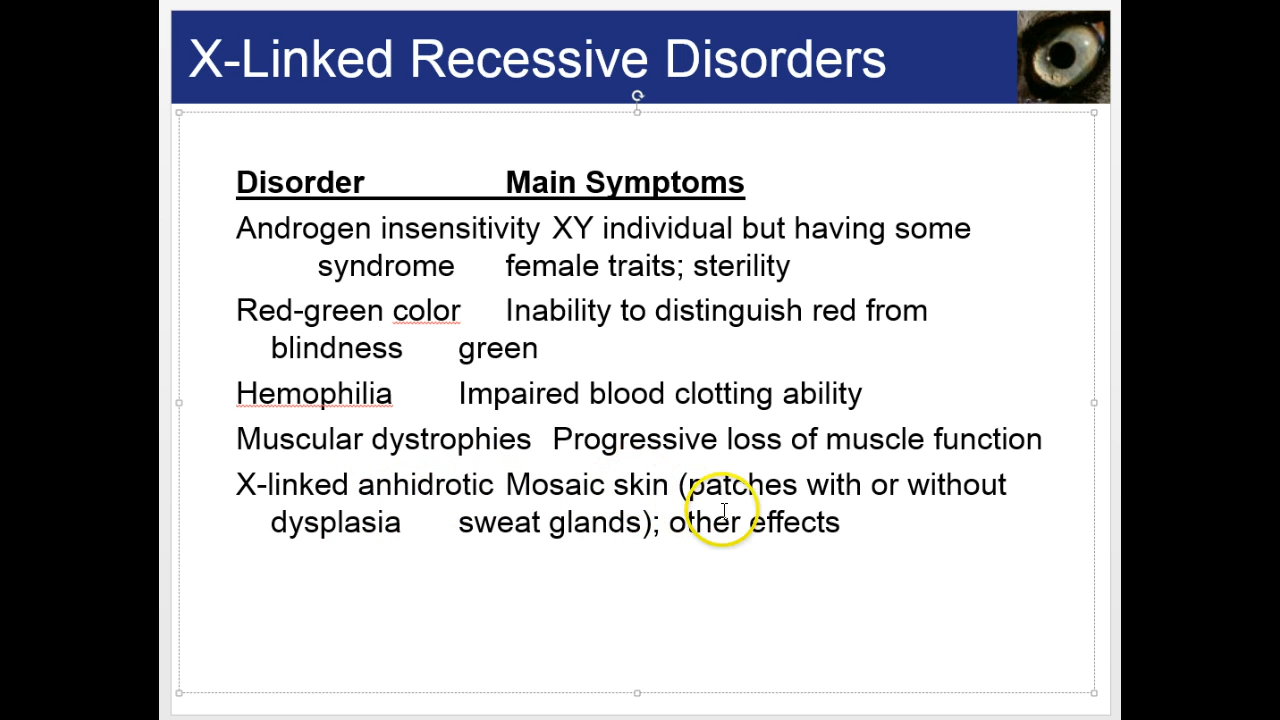 X-Linked Recessive Disorders
Disorder Main Symptoms
Androgen insensitivity XY individual but having some
syndrome female traits; sterility
Red-green color Inability to distinguish red from
blindness green
Hemophilia Impaired blood clotting ability
Muscular dystrophies Progressive loss of muscle function
X-linked anhidrotic Mosaic skin (patches with or without
dysplasia sweat glands); other effects